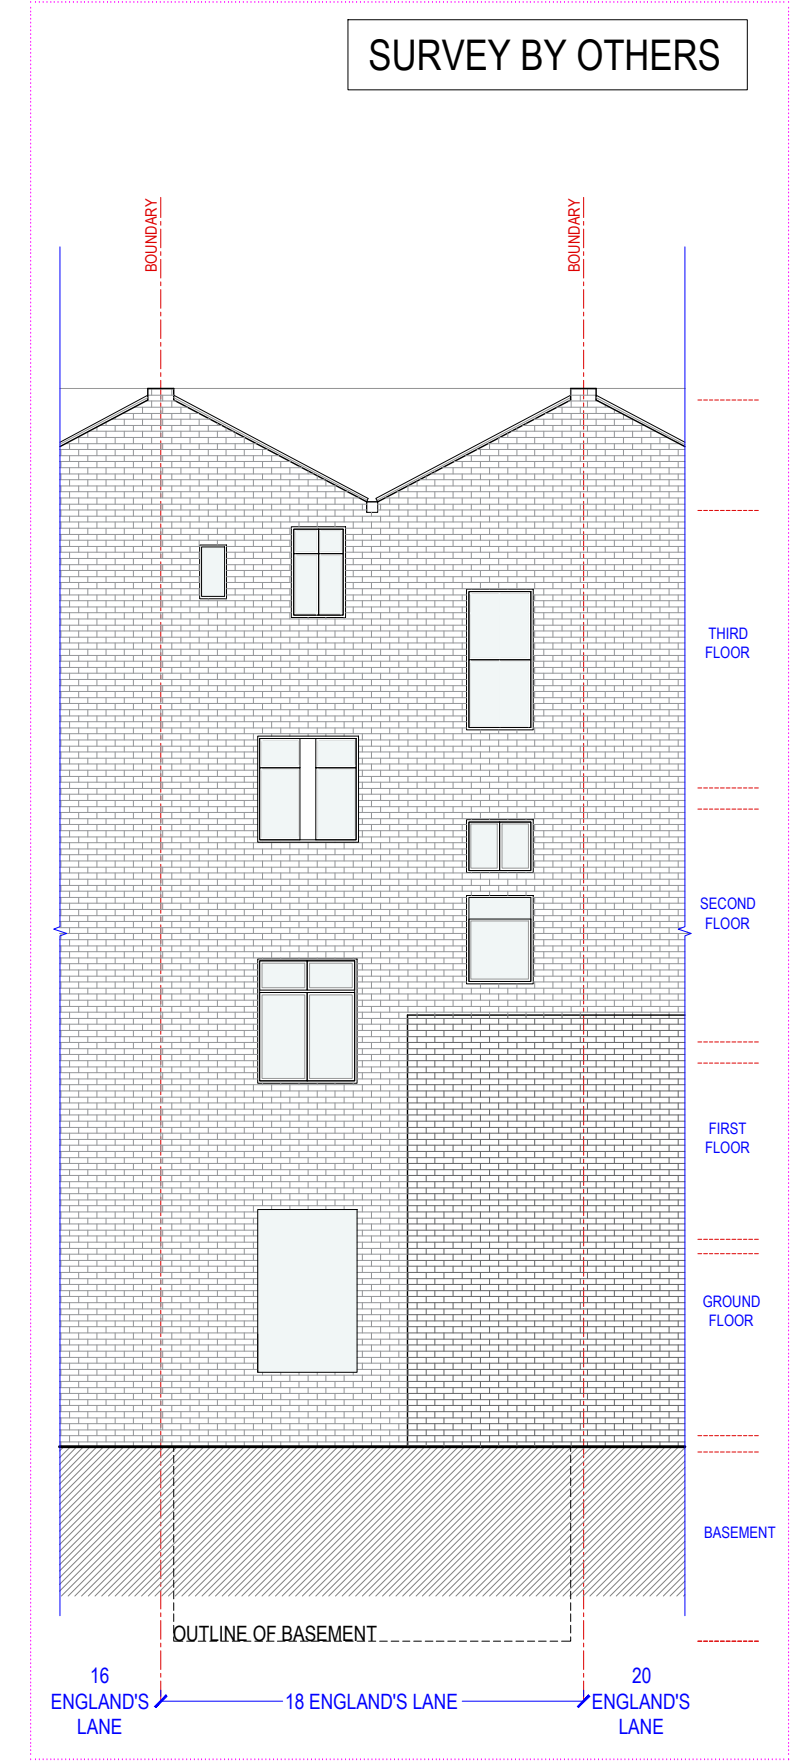 SURVEY BY OTHERS
BOUNDARY
BOUNDARY
THIRD
FLOOR
SECOND
FLOOR
FIRST
FLOOR
GROUND
FLOOR
BASEMENT
OUTLINE OF BASEMENT
16
ENGLAND'S
LANE
18 ENGLAND'S LANE
20
ENGLAND'S
LANE